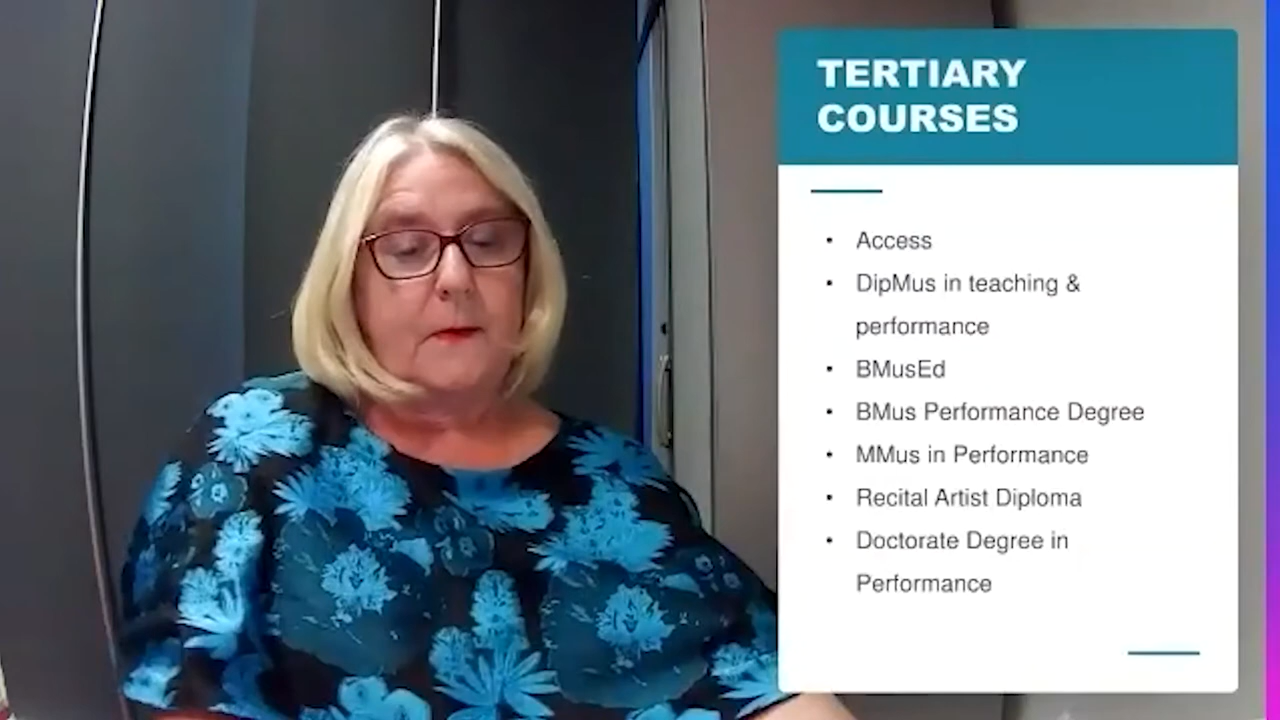 TERTIARY
COURSES
• Access
• DipMus in teaching &
performance
• BMusEd
• BMus Performance Degree
• MMus in Performance
• Recital Artist Diploma
• Doctorate Degree in
Performance